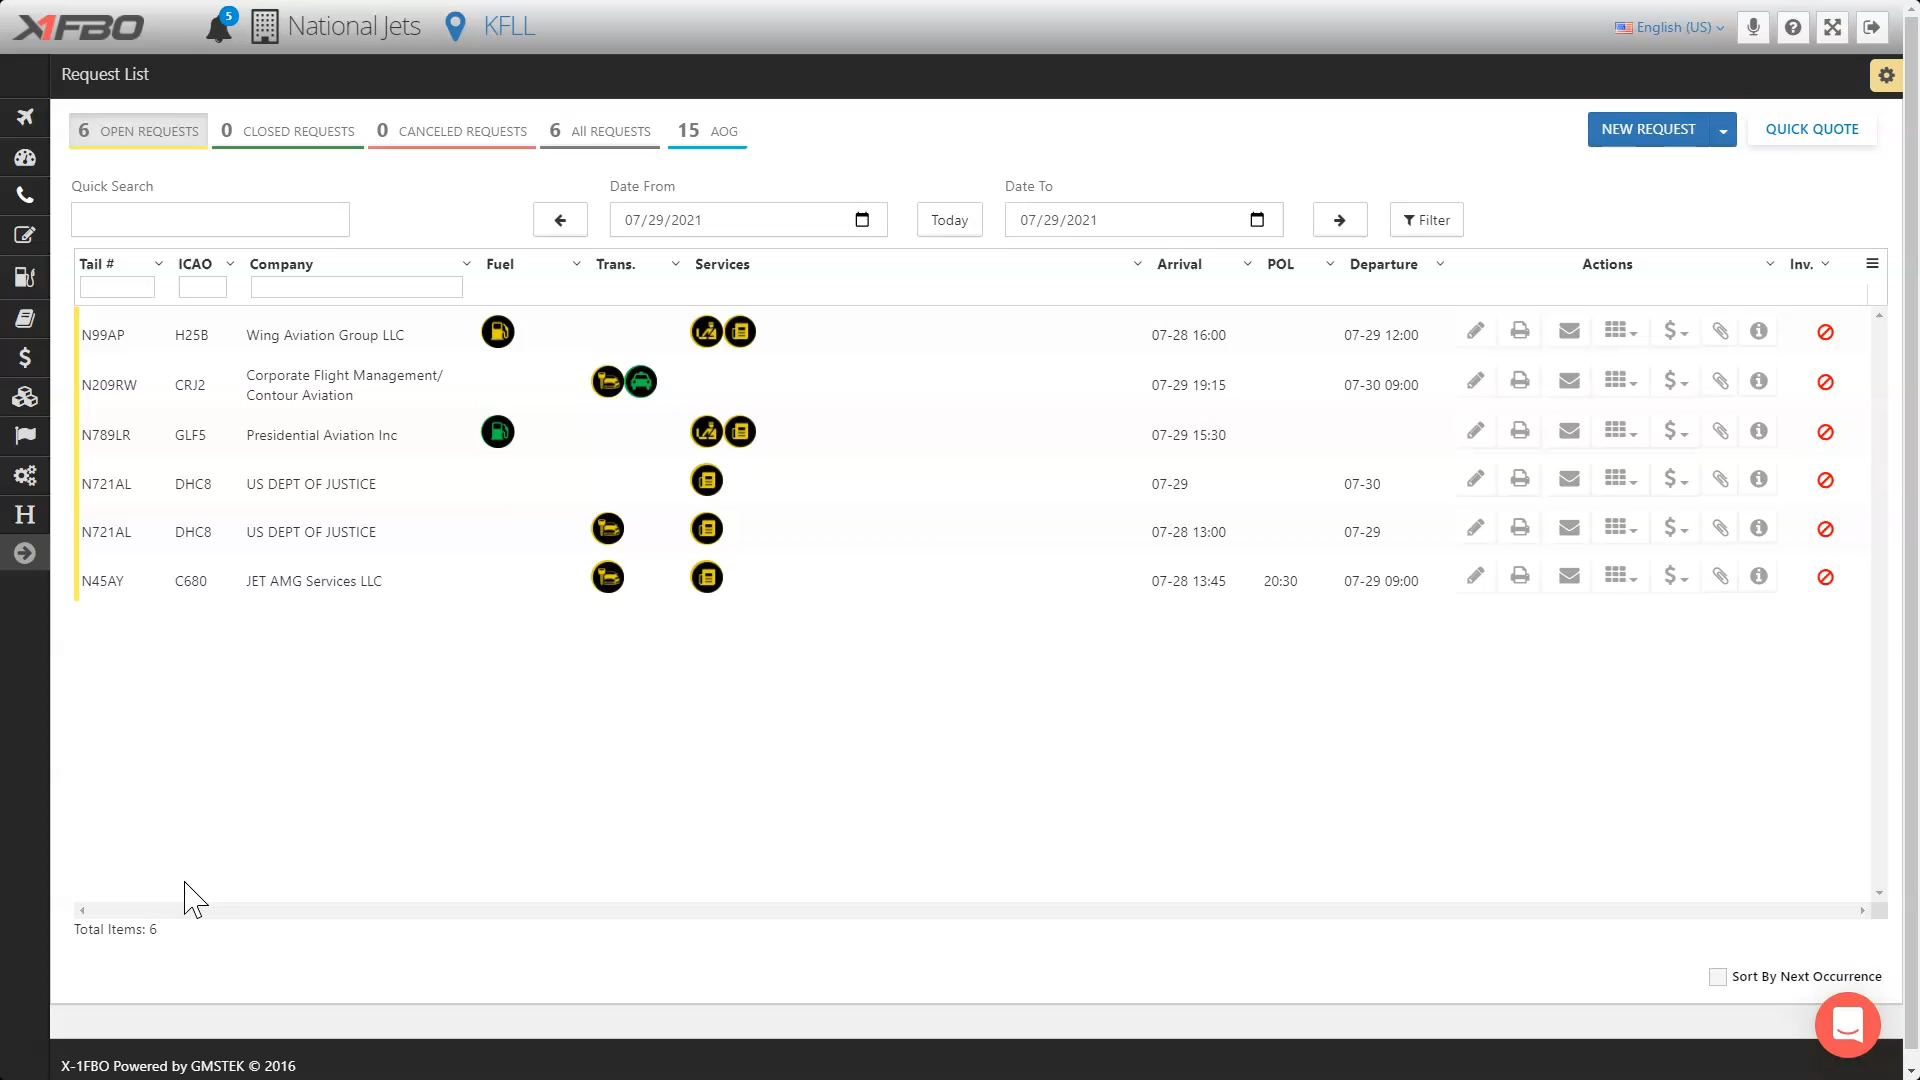 X1FBO
5
National Jets
KFLL
English (US)
Request List
6 OPEN REQUESTS
0 CLOSED REQUESTS
0 CANCELED REQUESTS
6 All REQUESTS
15 AOG
NEW REQUEST
QUICK QUOTE
Quick Search
Date From
Date To
07/29/2021
Today
07/29/2021
Filter
Tail # ICAO Company Fuel Trans. Services Arrival POL Departure Actions Inv.
N99AP H25B Wing Aviation Group LLC 07-28 16:00 07-29 12:00
N209RW CRJ2 Corporate Flight Management/ 07-29 19:15 07-30 09:00
Contour Aviation
N789LR GLF5 Presidential Aviation Inc 07-29 15:30
N721AL DHC8 US DEPT OF JUSTICE 07-29 07-30
N721AL DHC8 US DEPT OF JUSTICE 07-28 13:00 07-29
N45AY C680 JET AMG Services LLC 07-28 13:45 20:30 07-29 09:00
H
Total Items: 6
Sort By Next Occurrence
X-1FBO Powered by GMSTEK © 2016